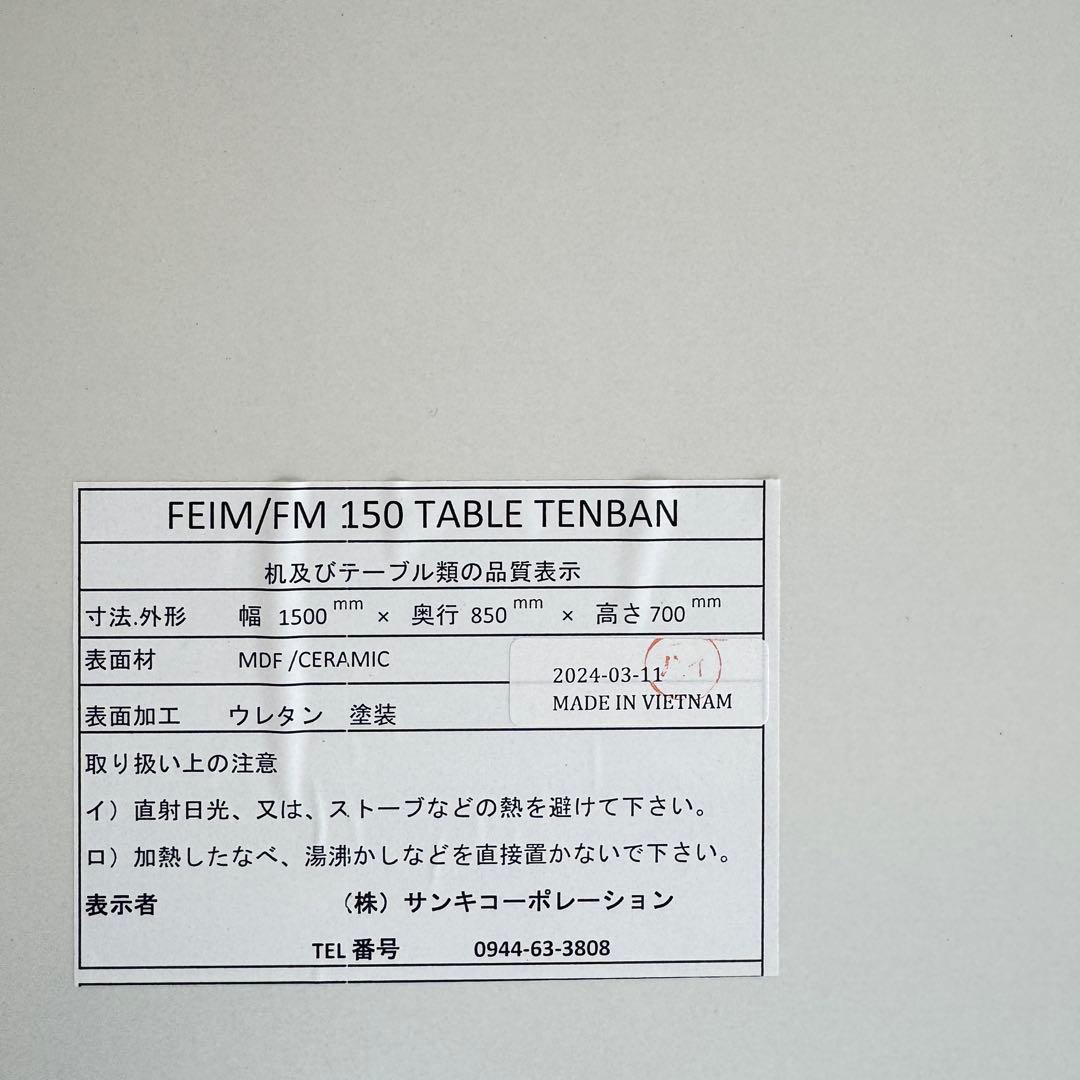 FEIM/FM 150 TABLE TENBAN
机及びテーブル類の品質表示
寸法.外形 幅 1500 mm × 奥行 850 mm × 高さ 700 mm
表面材 MDF /CERAMIC
2024-03-11
MADE IN VIETNAM
表面加工 ウレタン 塗装
取り扱い上の注意
イ）直射日光、又は、ストーブなどの熱を避けて下さい。
ロ）加熱したなべ、湯沸かしなどを直接置かないで下さい。
表示者 （株）サンキコーポレーション
TEL 番号 0944-63-3808